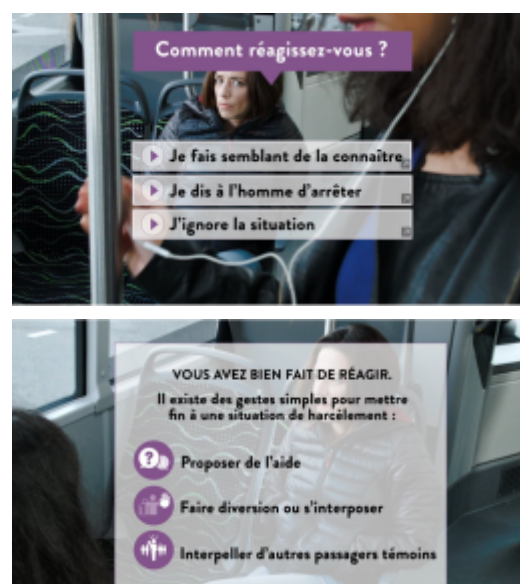 Comment réagissez-vous ?
Je fais semblant de la connaître
Je dis à l'homme d'arrêter
J'ignore la situation
VOUS AVEZ BIEN FAIT DE RÉAGIR.
Il existe des gestes simples pour mettre
fin à une situation de harcèlement :
Proposer de l'aide
Faire diversion ou s'interposer
Interpeller d'autres passagers témoins